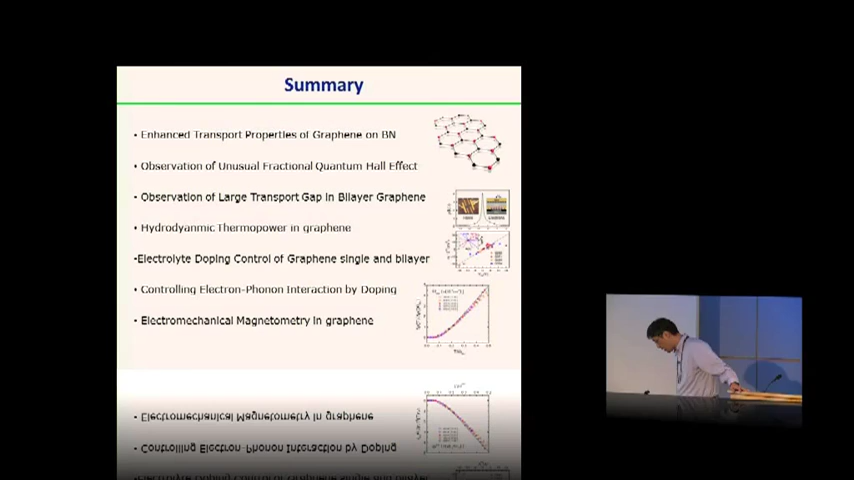 Summary
• Enhanced Transport Properties of Graphene on BN
• Observation of Unusual Fractional Quantum Hall Effect
• Observation of Large Transport Gap in Bilayer Graphene
• Hydrodyanmic Thermopower in graphene
•Electrolyte Doping Control of Graphene single and bilayer
• Controlling Electron-Phonon Interaction by Doping
• Electromechanical Magnetometry in graphene